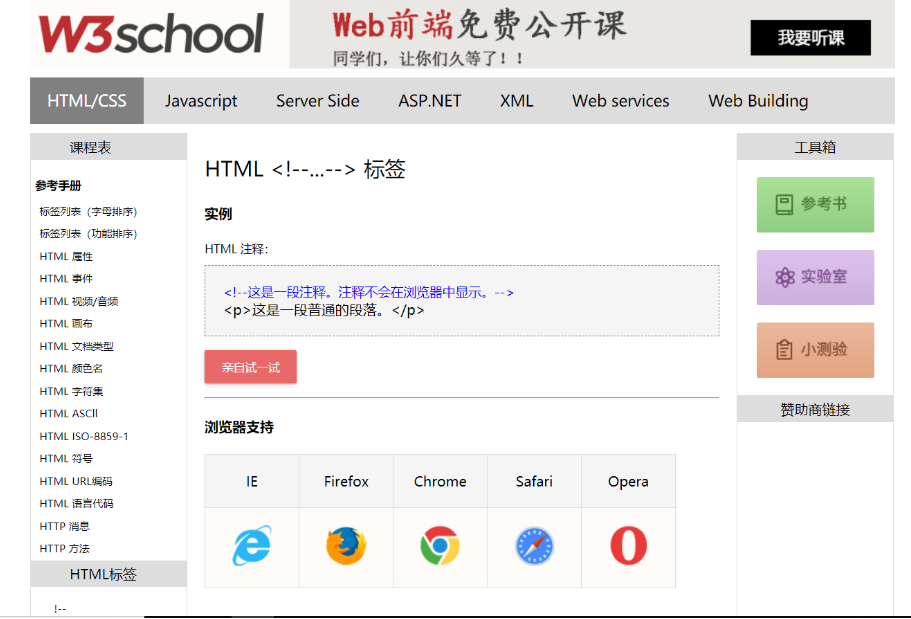 W3school
Web前端免费公开课
同学们，让你们久等了！！
我要听课
HTML/CSS Javascript Server Side ASP.NET XML Web services Web Building
课程表
参考手册
标签列表（字母排序）
标签列表（功能排序）
HTML 属性
HTML 事件
HTML 视频/音频
HTML 画布
HTML 文档类型
HTML 颜色名
HTML 字符集
HTML ASCII
HTML ISO-8859-1
HTML 符号
HTML URL编码
HTML 语言代码
HTTP 消息
HTTP 方法
HTML标签
!--
HTML <!--...--> 标签
实例
HTML 注释：
<!--这是一段注释。注释不会在浏览器中显示。-->
<p>这是一段普通的段落。</p>
亲自试一试
浏览器支持
IE Firefox Chrome Safari Opera
工具箱
参考书
实验室
小测验
赞助商链接